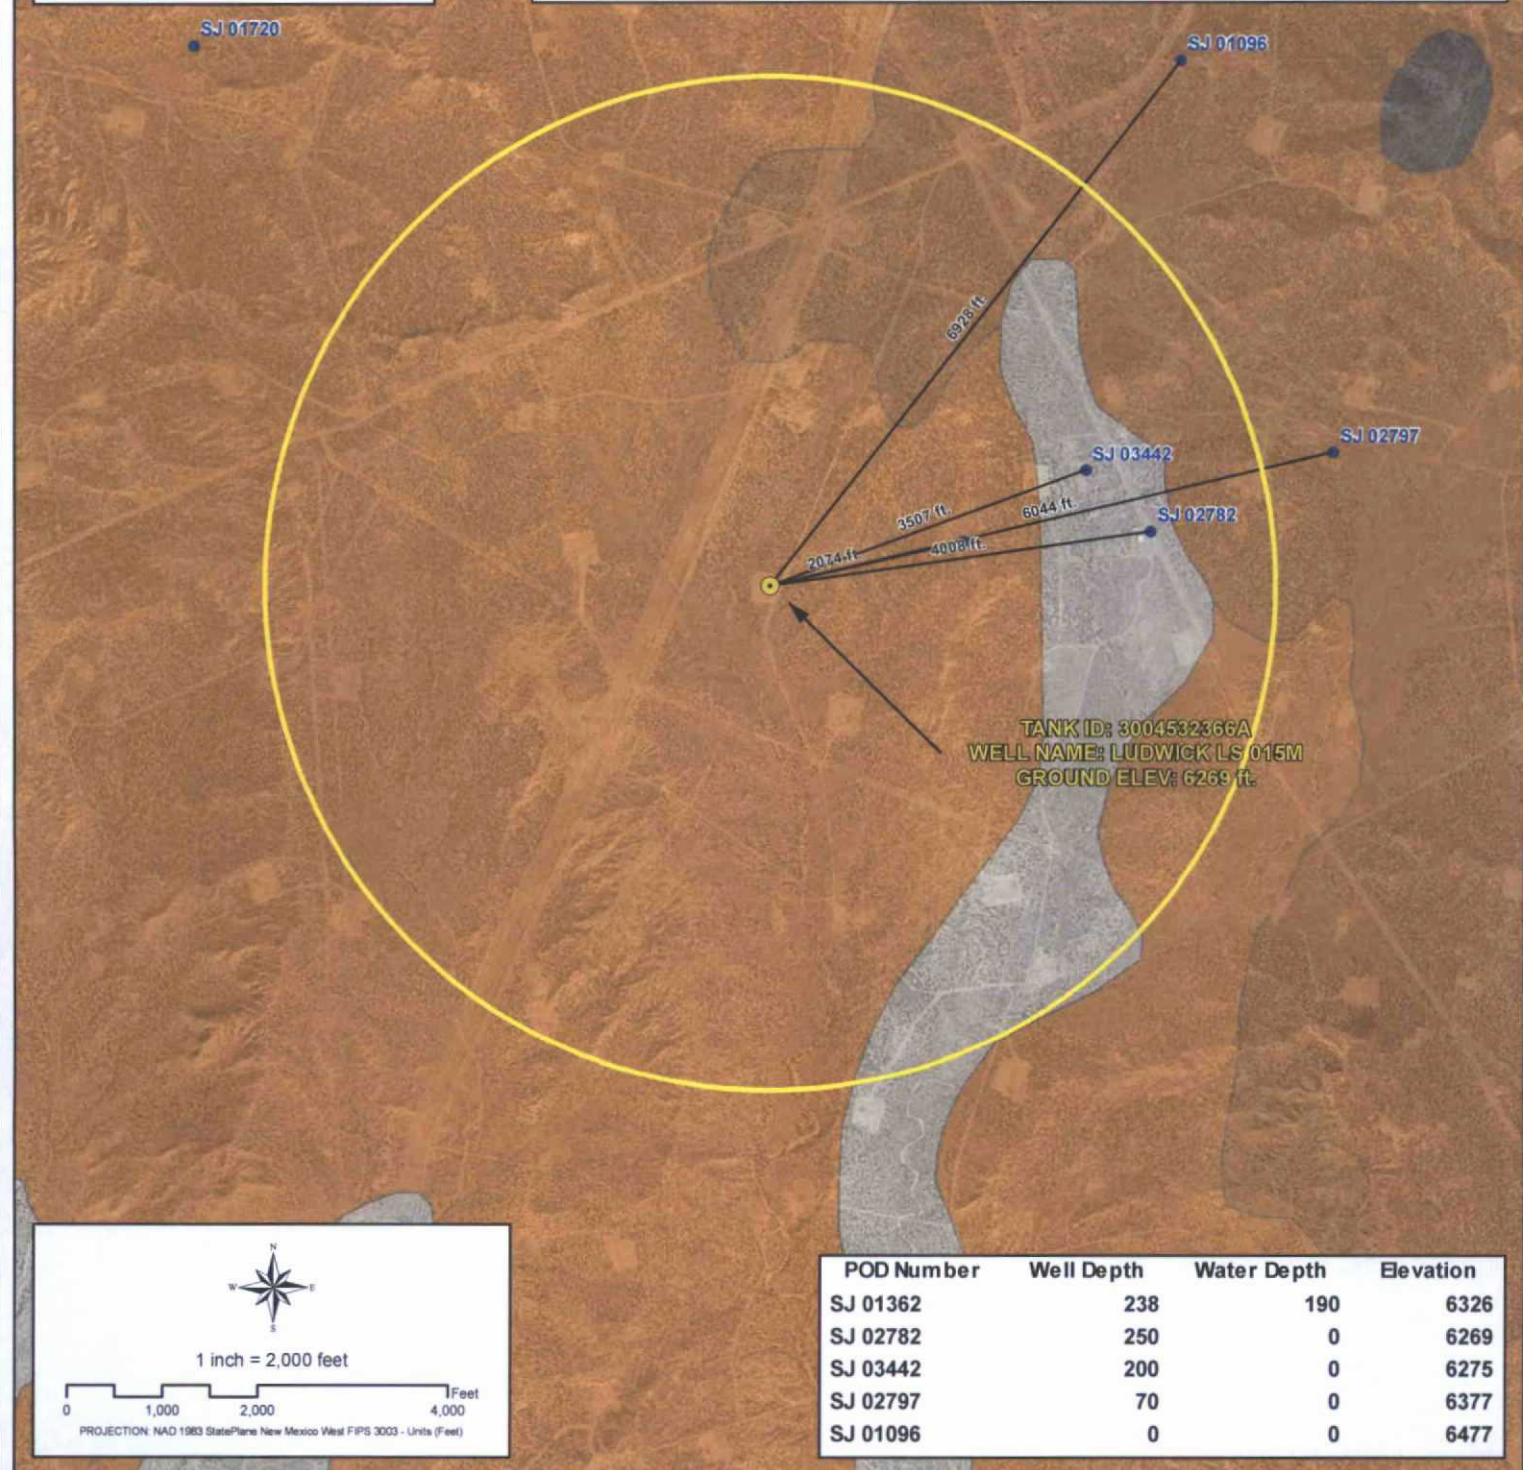 SJ 01720
SJ 01096
6928 ft.
SJ 02797
SJ 03442
3507 ft.
6044 ft.
SJ 02782
2074 ft.
4008 ft.
TANK ID: 3004532366A
WELL NAME: LUDWICK LS 015M
GROUND ELEV: 6269 ft.
N
W E
S
1 inch = 2,000 feet
Feet
0 1,000 2,000 4,000
PROJECTION: NAD 1983 StatePlane New Mexico West FIPS 3003 - Units (Feet)
POD Number Well Depth Water Depth Elevation
SJ 01362 238 190 6326
SJ 02782 250 0 6269
SJ 03442 200 0 6275
SJ 02797 70 0 6377
SJ 01096 0 0 6477